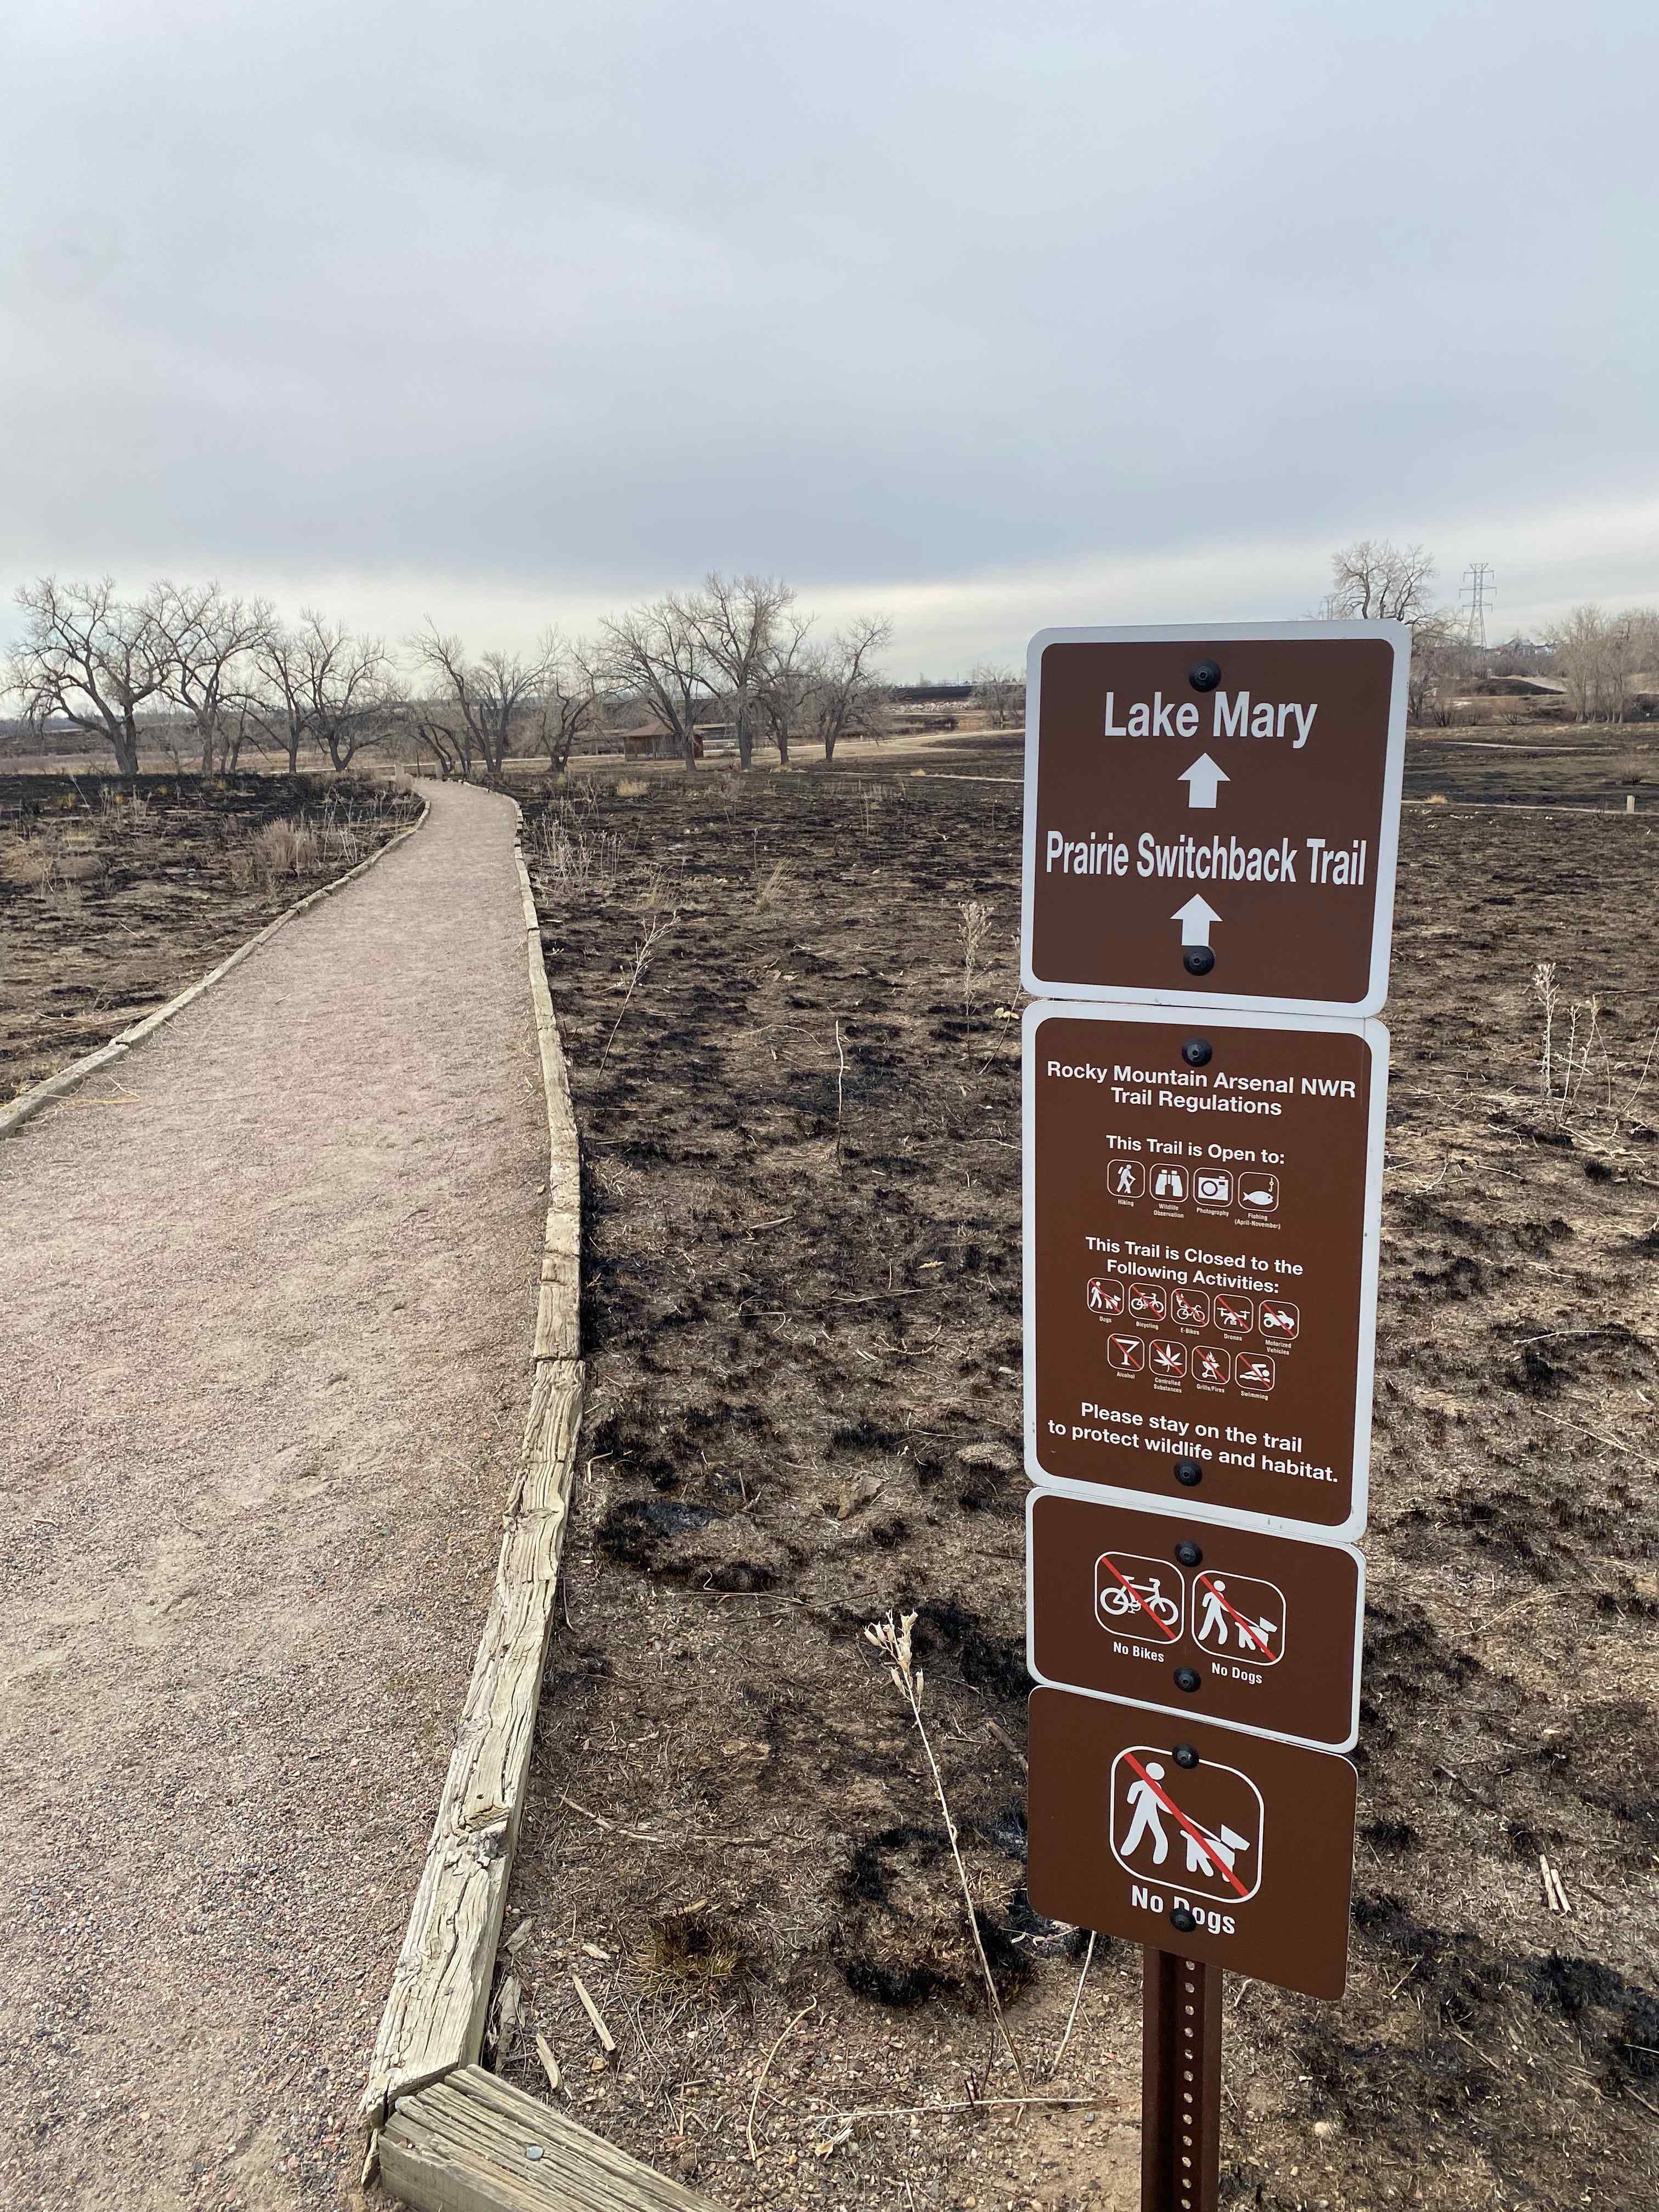 Lake Mary
Prairie Switchback Trail
Rocky Mountain Arsenal NWR
Trail Regulations
This Trail is Open to:
Hiking
Wildlife
Observation
Photography
Fishing
(April-November)
This Trail is Closed to the
Following Activities:
Dogs
Bicycling
E-Bikes
Drones
Motorized
Vehicles
Alcohol
Controlled
Substances
Grills/Fires
Swimming
Please stay on the trail
to protect wildlife and habitat.
No Bikes
No Dogs
No Dogs